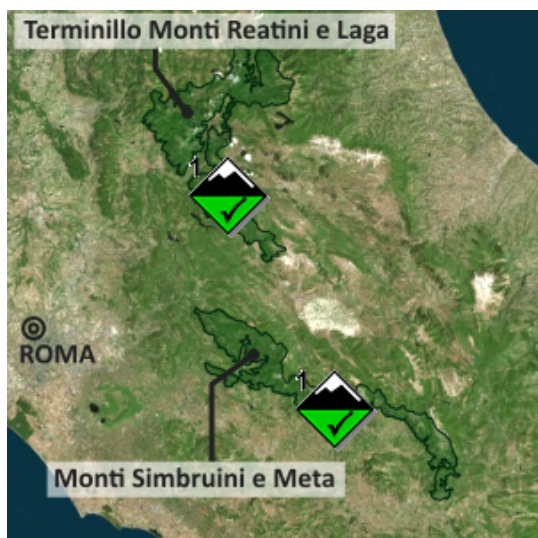 Terminillo Monti Reatini e Laga
1
ROMA
1
Monti Simbruini e Meta